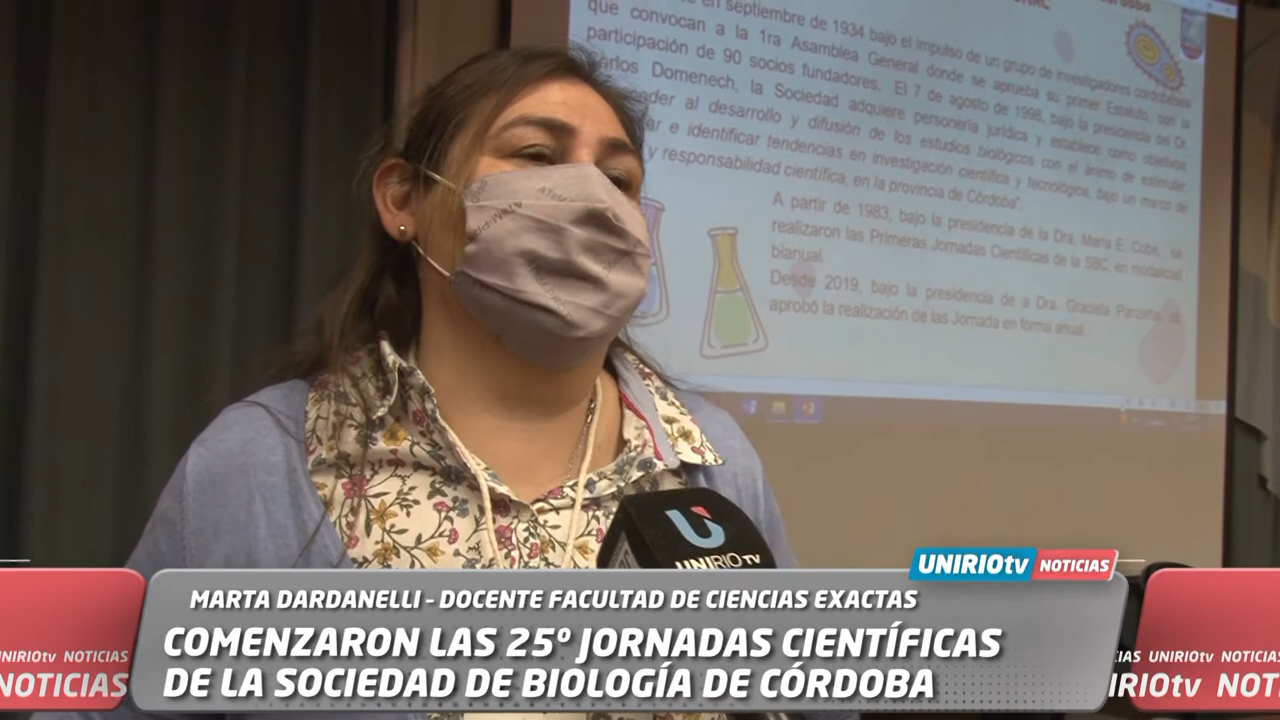 en septiembre de 1934 bajo el impulso de un grupo de investigadores cordobeses
que convocan a la 1ra Asamblea General donde se aprueba su primer Estatuto, con la
participación de 90 socios fundadores. El 7 de agosto de 1998, bajo la presidencia del Dr.
Carlos Domenech, la Sociedad adquiere personería jurídica y establece como objetivos
al desarrollo y difusión de los estudios biológicos con el ánimo de estimular,
e identificar tendencias en investigación científica y tecnológica, bajo un marco de
y responsabilidad científica, en la provincia de Córdoba".
A partir de 1983, bajo la presidencia de la Dra. María E. se
realizaron las Primeras Jornadas Científicas de la SBC, en modalidad
bianual.
Desde 2019, bajo la presidencia de a Dra. Graciela Panzetta, se
aprobó la realización de las Jornada en forma anual.
UNIRIO TV
UNIRIOtv NOTICIAS
MARTA DARDANELLI - DOCENTE FACULTAD DE CIENCIAS EXACTAS
COMENZARON LAS 25º JORNADAS CIENTÍFICAS
DE LA SOCIEDAD DE BIOLOGÍA DE CÓRDOBA
UNIRIOtv NOTICIAS
NOTICIAS
IAS UNIRIOtv NOTICIAS
IRIOtv NOT